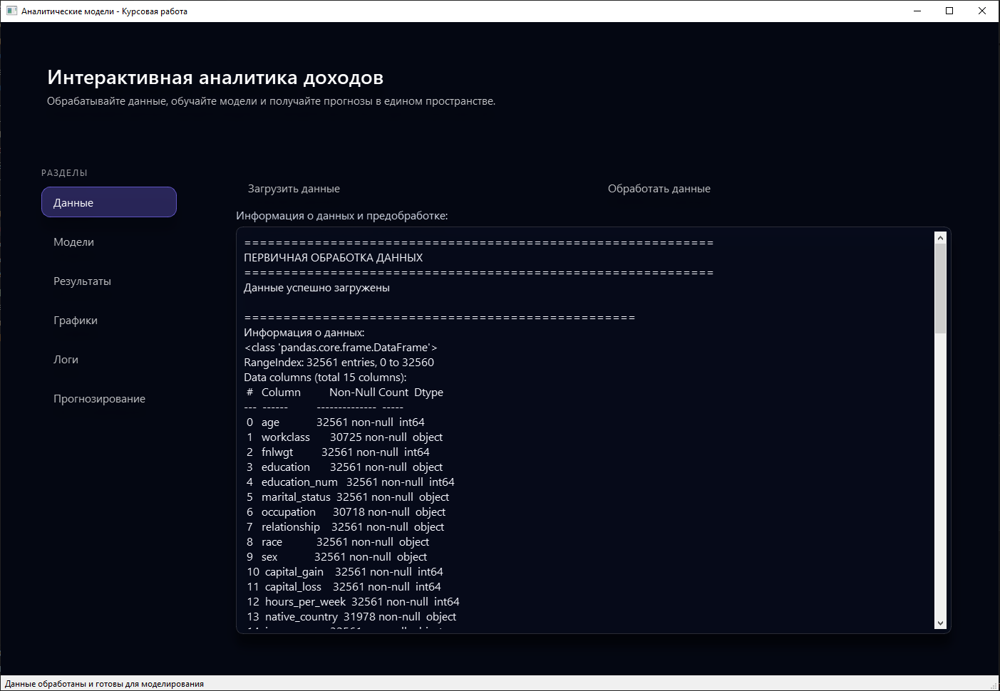 Аналитические модели - Курсовая работа
Интерактивная аналитика доходов
Обрабатывайте данные, обучайте модели и получайте прогнозы в едином пространстве.
РАЗДЕЛЫ
Данные
Модели
Результаты
Графики
Логи
Прогнозирование
Загрузить данные Обработать данные
Информация о данных и предобработке:
============================================================
ПЕРВИЧНАЯ ОБРАБОТКА ДАННЫХ
============================================================
Данные успешно загружены
==================================================
Информация о данных:
<class 'pandas.core.frame.DataFrame'>
RangeIndex: 32561 entries, 0 to 32560
Data columns (total 15 columns):
# Column Non-Null Count Dtype
--- ------ -------------- -----
0 age 32561 non-null int64
1 workclass 30725 non-null object
2 fnlwgt 32561 non-null int64
3 education 32561 non-null object
4 education_num 32561 non-null int64
5 marital_status 32561 non-null object
6 occupation 30718 non-null object
7 relationship 32561 non-null object
8 race 32561 non-null object
9 sex 32561 non-null object
10 capital_gain 32561 non-null int64
11 capital_loss 32561 non-null int64
12 hours_per_week 32561 non-null int64
13 native_country 31978 non-null object
Данные обработаны и готовы для моделирования